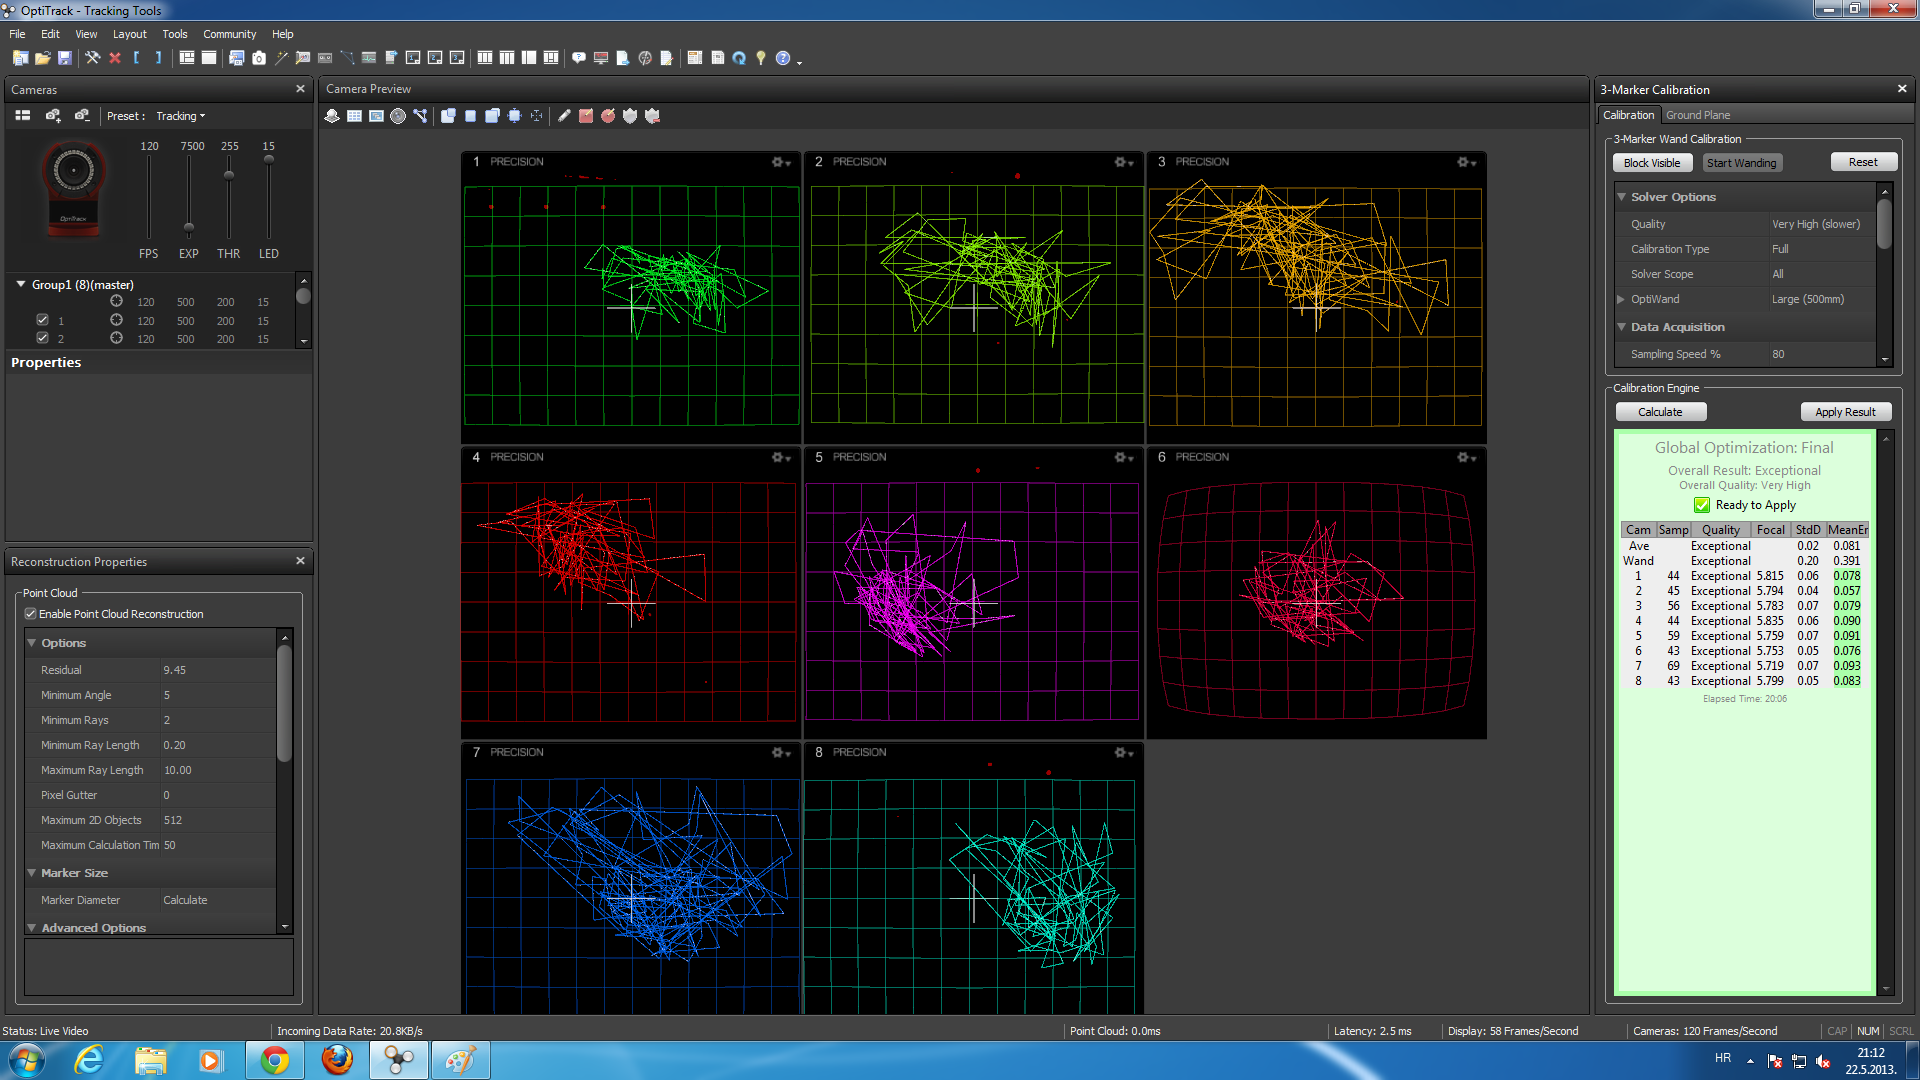 OptiTrack - Tracking Tools
File Edit View Layout Tools Community Help
Cameras
Preset : Tracking
120 7500 255 15
OptiTrack
FPS EXP THR LED
Group1 (8)(master)
120 500 200 15
1 120 500 200 15
2 120 500 200 15
Properties
Reconstruction Properties
Point Cloud
Enable Point Cloud Reconstruction
Options
Residual 9.45
Minimum Angle 5
Minimum Rays 2
Minimum Ray Length 0.20
Maximum Ray Length 10.00
Pixel Gutter 0
Maximum 2D Objects 512
Maximum Calculation Tim 50
Marker Size
Marker Diameter Calculate
Advanced Options
Camera Preview
1 PRECISION
2 PRECISION
3 PRECISION
4 PRECISION
5 PRECISION
6 PRECISION
7 PRECISION
8 PRECISION
3-Marker Calibration
Calibration Ground Plane
3-Marker Wand Calibration
Block Visible Start Wanding Reset
Solver Options
Quality Very High (slower)
Calibration Type Full
Solver Scope All
OptiWand Large (500mm)
Data Acquisition
Sampling Speed % 80
Calibration Engine
Calculate Apply Result
Global Optimization: Final
Overall Result: Exceptional
Overall Quality: Very High
Ready to Apply
Cam Samp Quality Focal StdD MeanEr
Ave Exceptional 0.02 0.081
Wand Exceptional 0.20 0.391
1 44 Exceptional 5.815 0.06 0.078
2 45 Exceptional 5.794 0.04 0.057
3 56 Exceptional 5.783 0.07 0.079
4 44 Exceptional 5.835 0.06 0.090
5 59 Exceptional 5.759 0.07 0.091
6 43 Exceptional 5.753 0.05 0.076
7 69 Exceptional 5.719 0.07 0.093
8 43 Exceptional 5.799 0.05 0.083
Elapsed Time: 20:06
Status: Live Video Incoming Data Rate: 20.8KB/s Point Cloud: 0.0ms Latency: 2.5 ms Display: 58 Frames/Second Cameras: 120 Frames/Second CAP NUM SCRL
HR 21:12
22.5.2013.